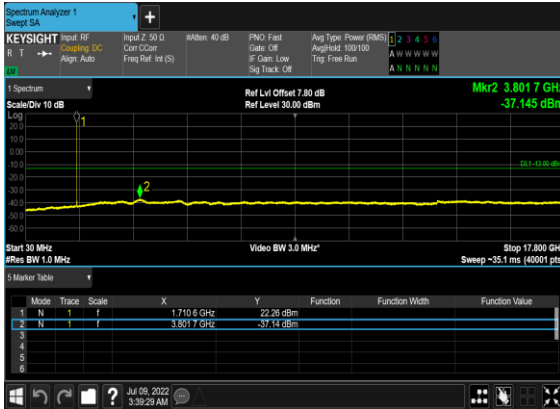 Spectrum Analyzer 1
Swept SA
+
KEYSIGHT Input: RF Input Z: 50 Ω #Atten: 40 dB PNO: Fast Avg Type: Power (RMS) 1 2 3 4 5 6
R T Coupling: DC Corr CCorr Gate: Off Avg|Hold: 100/100 A W W W W W
Align: Auto Freq Ref: Int (S) IF Gain: Low Trig: Free Run
Sig Track: Off A N N N N N
1 Spectrum Ref Lvl Offset 7.80 dB Mkr2 3.801 7 GHz
Scale/Div 10 dB Ref Level 30.00 dBm -37.145 dBm
Log
1
20.0
10.0
0.00
-10.0
DL1 -13.00 dBm
-20.0
-30.0
2
-40.0
-50.0
-60.0
Start 30 MHz Video BW 3.0 MHz* Stop 17.800 GHz
#Res BW 1.0 MHz Sweep ~35.1 ms (40001 pts)
5 Marker Table
Mode Trace Scale X Y Function Function Width Function Value
1 N 1 f 1.710 6 GHz 22.26 dBm
2 N 1 f 3.801 7 GHz -37.14 dBm
3
4
5
6
? Jul 09, 2022
3:39:29 AM